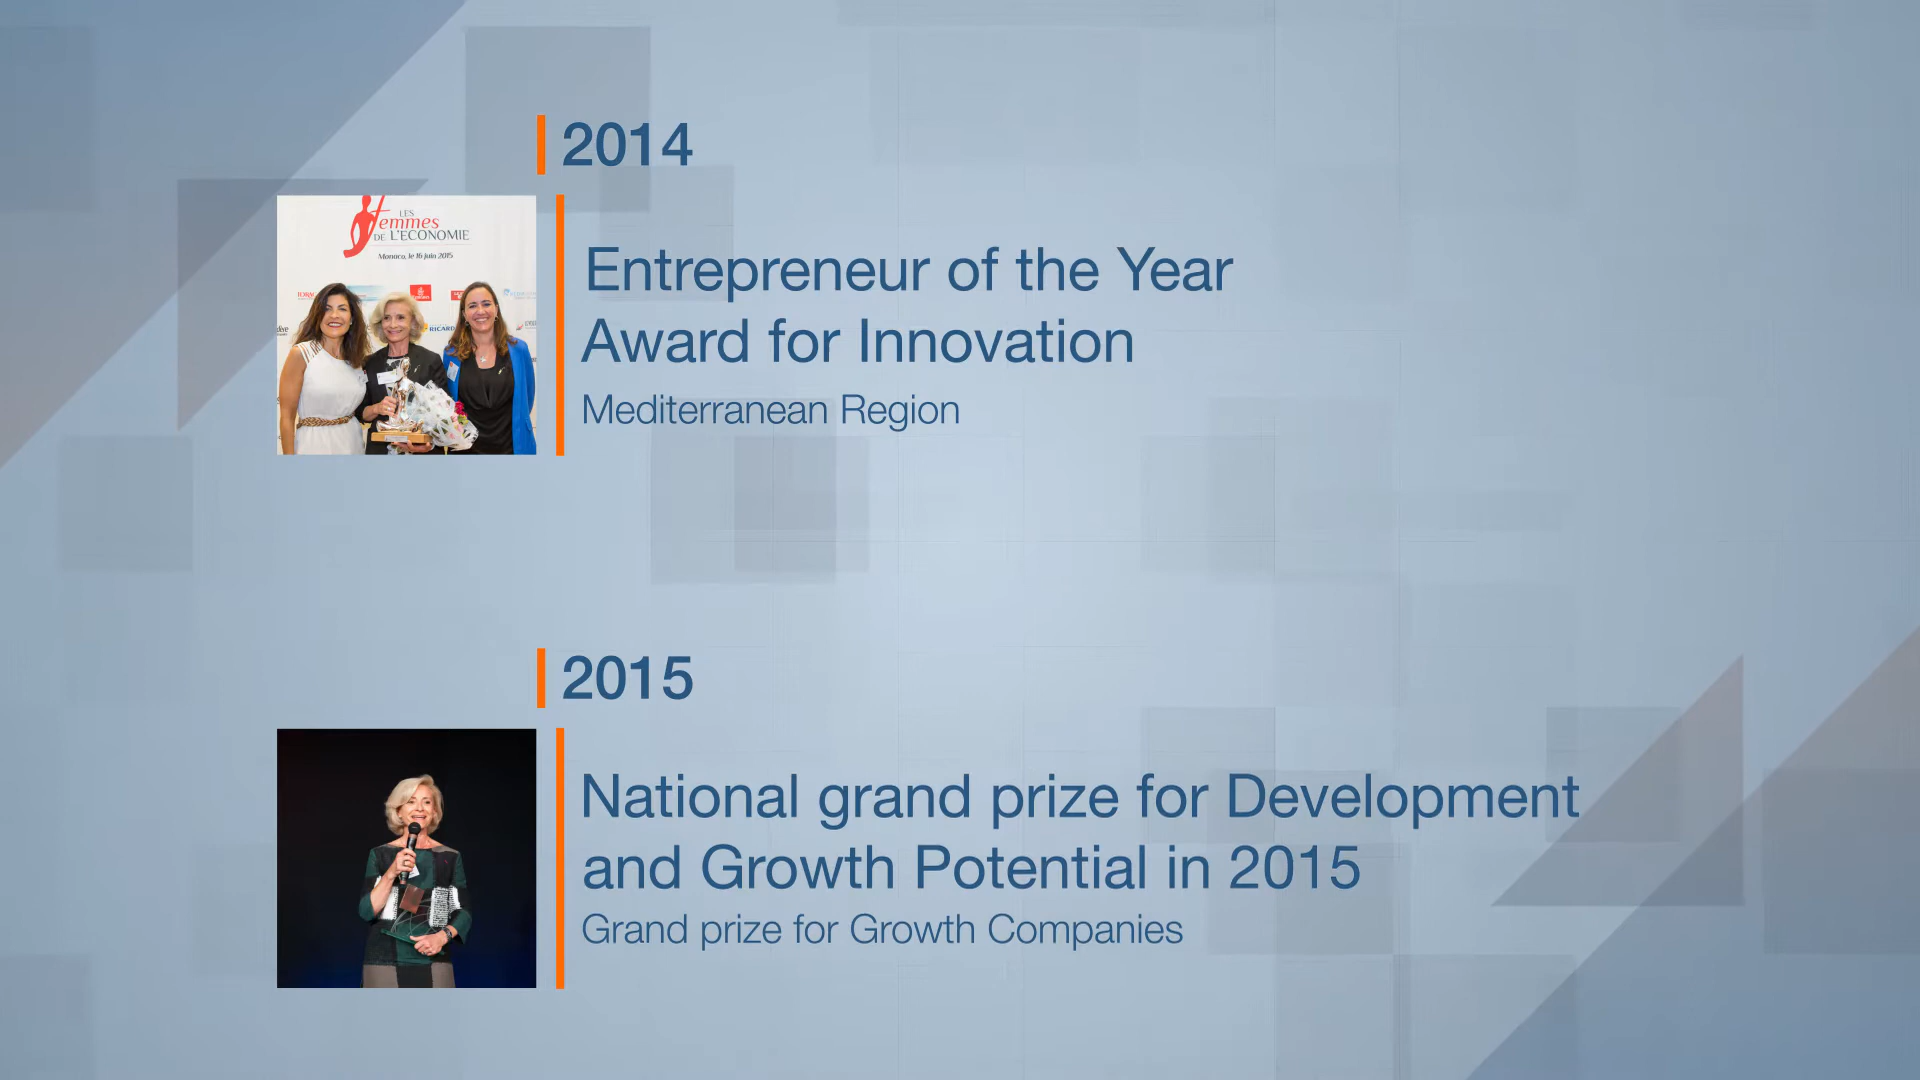 2014
LES
femmes
DE L'ECONOMIE
Monaco, le 16 juin 2015
RICARD
Entrepreneur of the Year
Award for Innovation
Mediterranean Region
2015
National grand prize for Development
and Growth Potential in 2015
Grand prize for Growth Companies